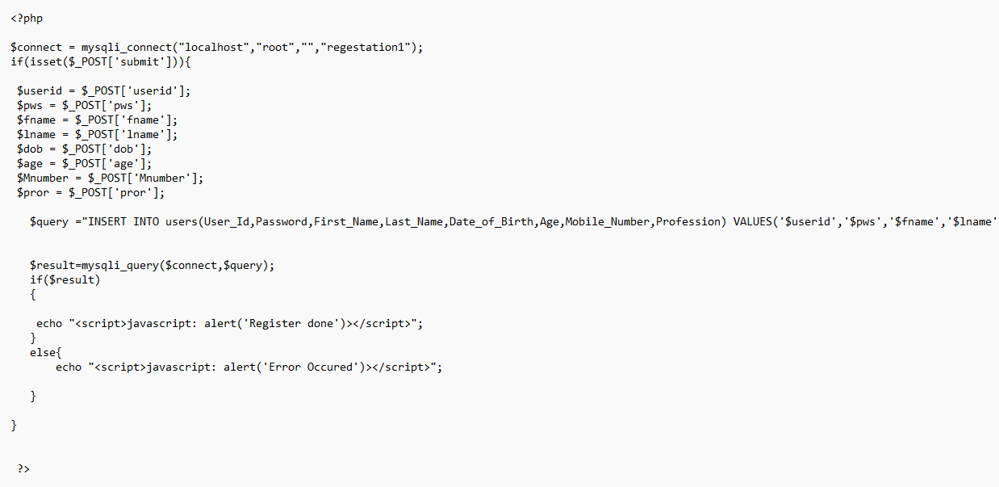 <?php
$connect = mysqli_connect("localhost","root","","regestation1");
if(isset($_POST['submit'])){
$userid = $_POST['userid'];
$pws = $_POST['pws'];
$fname = $_POST['fname'];
$lname = $_POST['lname'];
$dob = $_POST['dob'];
$age = $_POST['age'];
$Mnumber = $_POST['Mnumber'];
$pror = $_POST['pror'];
$query ="INSERT INTO users(User_Id,Password,First_Name,Last_Name,Date_of_Birth,Age,Mobile_Number,Profession) VALUES('$userid','$pws','$fname','$lname'
$result=mysqli_query($connect,$query);
if($result)
{
echo "<script>javascript: alert('Register done')></script>";
}
else{
echo "<script>javascript: alert('Error Occured')></script>";
}
}
?>